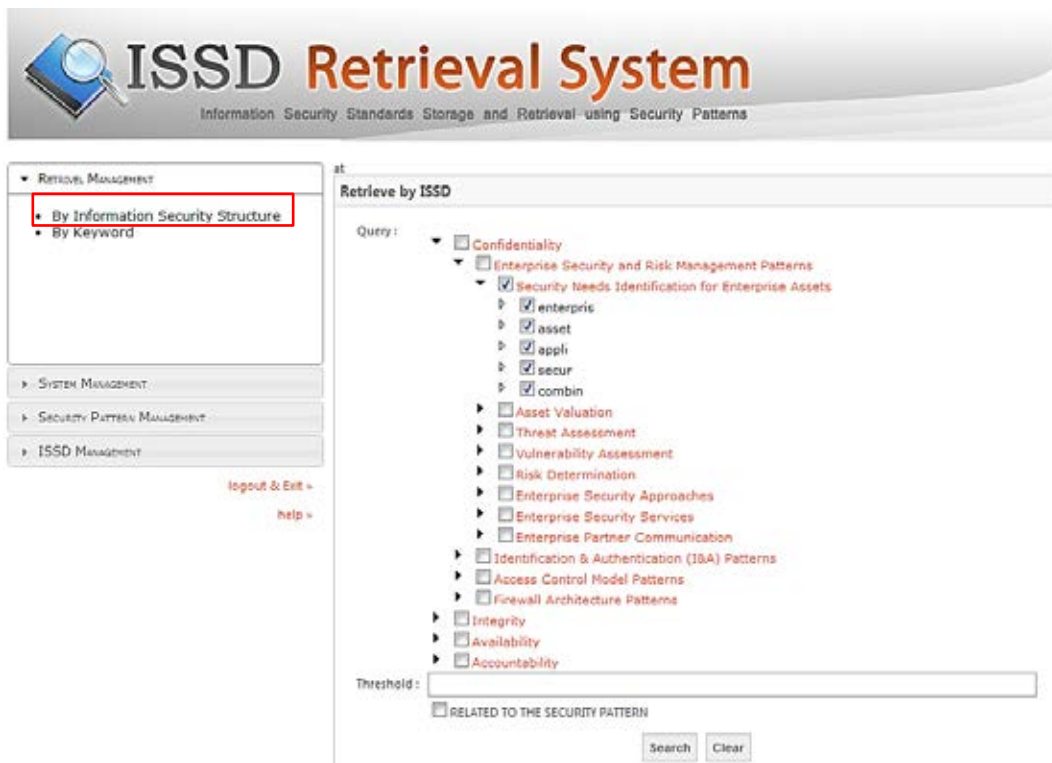 ISSD Retrieval System
Information Security Standards Storage and Retrieval using Security Patterns
Retrievel Management
By Information Security Structure
By Keyword
System Management
Security Pattern Management
ISSD Management
logout & Exit »
help »
at
Retrieve by ISSD
Query :
Confidentiality
Enterprise Security and Risk Management Patterns
Security Needs Identification for Enterprise Assets
enterpris
asset
appli
secur
combin
Asset Valuation
Threat Assessment
Vulnerability Assessment
Risk Determination
Enterprise Security Approaches
Enterprise Security Services
Enterprise Partner Communication
Identification & Authentication (I&A) Patterns
Access Control Model Patterns
Firewall Architecture Patterns
Integrity
Availability
Accountability
Threshold :
RELATED TO THE SECURITY PATTERN
Search Clear